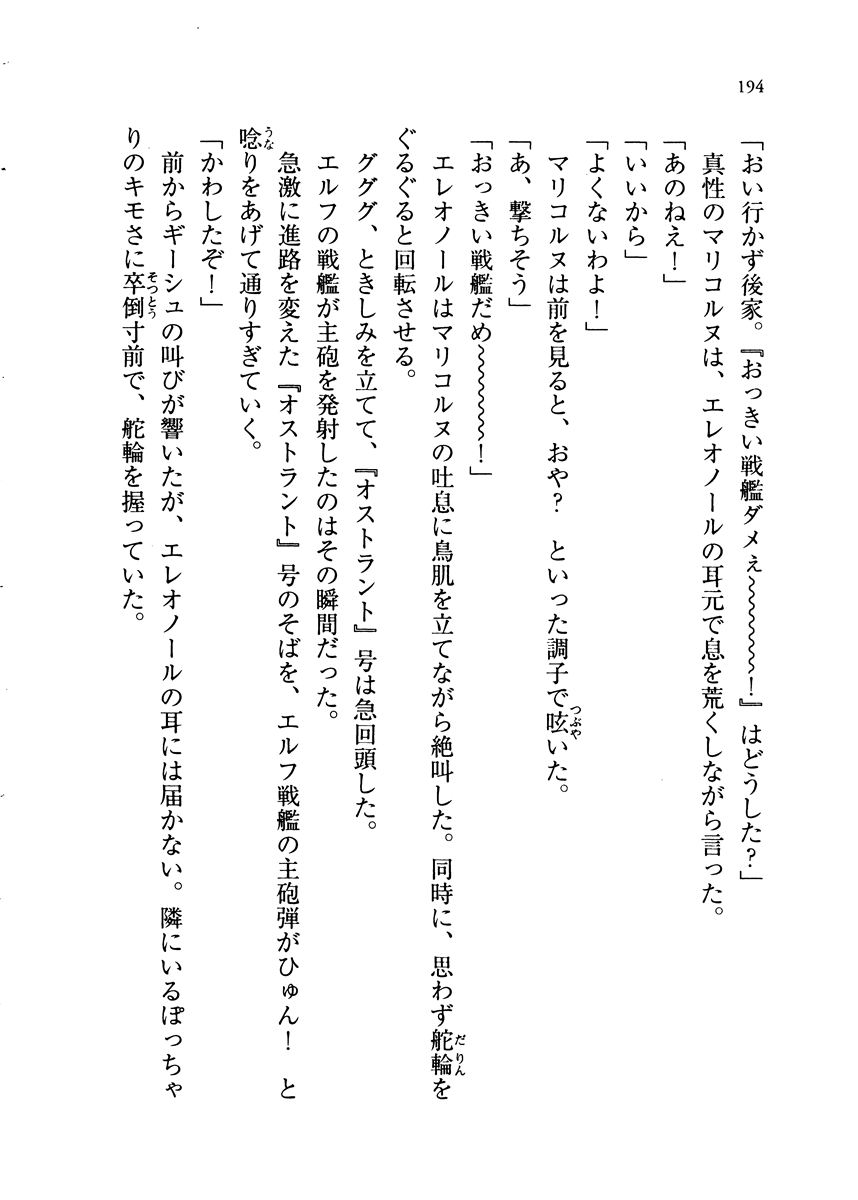 194
「おい行かず後家。『おっきい戦艦ダメぇ〜〜〜〜〜〜！』はどうした？」
　真性のマリコルヌは、エレオノールの耳元で息を荒くしながら言った。
「あのねえ！」
「いいから」
「よくないわよ！」
　マリコルヌは前を見ると、おや？　といった調子で呟いた。
「あ、撃ちそう」
「おっきい戦艦だめ〜〜〜〜〜〜！」
　エレオノールはマリコルヌの吐息に鳥肌を立てながら絶叫した。同時に、思わず舵輪を
ぐるぐると回転させる。
　グググ、ときしみを立てて、『オストラント』号は急回頭した。
　エルフの戦艦が主砲を発射したのはその瞬間だった。
　急激に進路を変えた『オストラント』号のそばを、エルフ戦艦の主砲弾がひゅん！　と
唸りをあげて通りすぎていく。
「かわしたぞ！」
　前からギーシュの叫びが響いたが、エレオノールの耳には届かない。隣にいるぽっちゃ
りのキモさに卒倒寸前で、舵輪を握っていた。